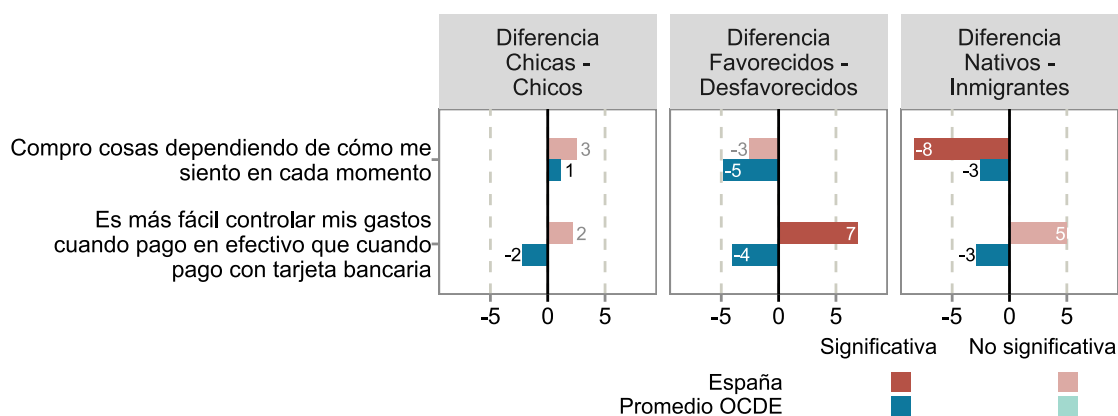 Diferencia
Chicas -
Chicos
Diferencia
Favorecidos -
Desfavorecidos
Diferencia
Nativos -
Inmigrantes
Compro cosas dependiendo de cómo me
siento en cada momento
3
1
-3
-5
-8
-3
Es más fácil controlar mis gastos
cuando pago en efectivo que cuando
pago con tarjeta bancaria
2
-2
7
-4
5
-3
-5 0 5
-5 0 5
-5 0 5
Significativa No significativa
España
Promedio OCDE